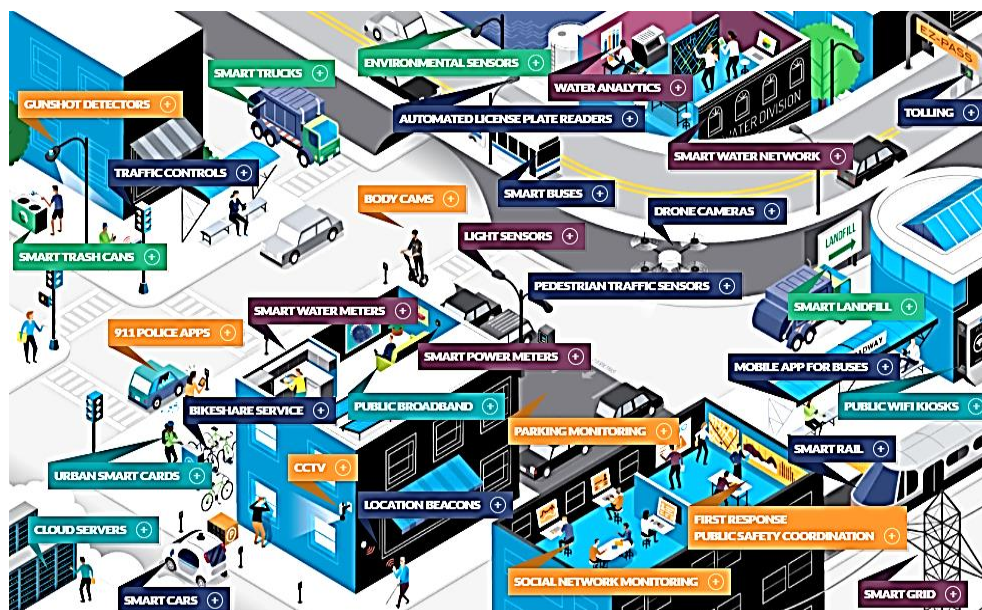 EZ-PASS
ENVIRONMENTAL SENSORS
SMART TRUCKS
WATER ANALYTICS
GUNSHOT DETECTORS
TOLLING
AUTOMATED LICENSE PLATE READERS
WATER DIVISION
SMART WATER NETWORK
TRAFFIC CONTROLS
SMART BUSES
BODY CAMS
DRONE CAMERAS
LIGHT SENSORS
LANDFILL
SMART TRASH CANS
PEDESTRIAN TRAFFIC SENSORS
SMART LANDFILL
SMART WATER METERS
911 POLICE APPS
SMART POWER METERS
MOBILE APP FOR BUSES
BIKESHARE SERVICE
PUBLIC BROADBAND
PUBLIC WIFI KIOSKS
PARKING MONITORING
SMART RAIL
CCTV
URBAN SMART CARDS
LOCATION BEACONS
FIRST RESPONSE
PUBLIC SAFETY COORDINATION
CLOUD SERVERS
SOCIAL NETWORK MONITORING
SMART CARS
SMART GRID